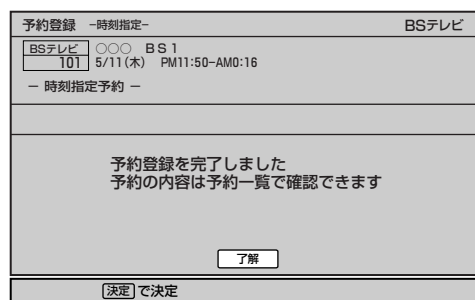 予約登録 −時刻指定− BSテレビ
BSテレビ ○○○ BS1
101 5/11(木) PM11:50−AM0:16
− 時刻指定予約 −
予約登録を完了しました
予約の内容は予約一覧で確認できます
了解
決定 で決定